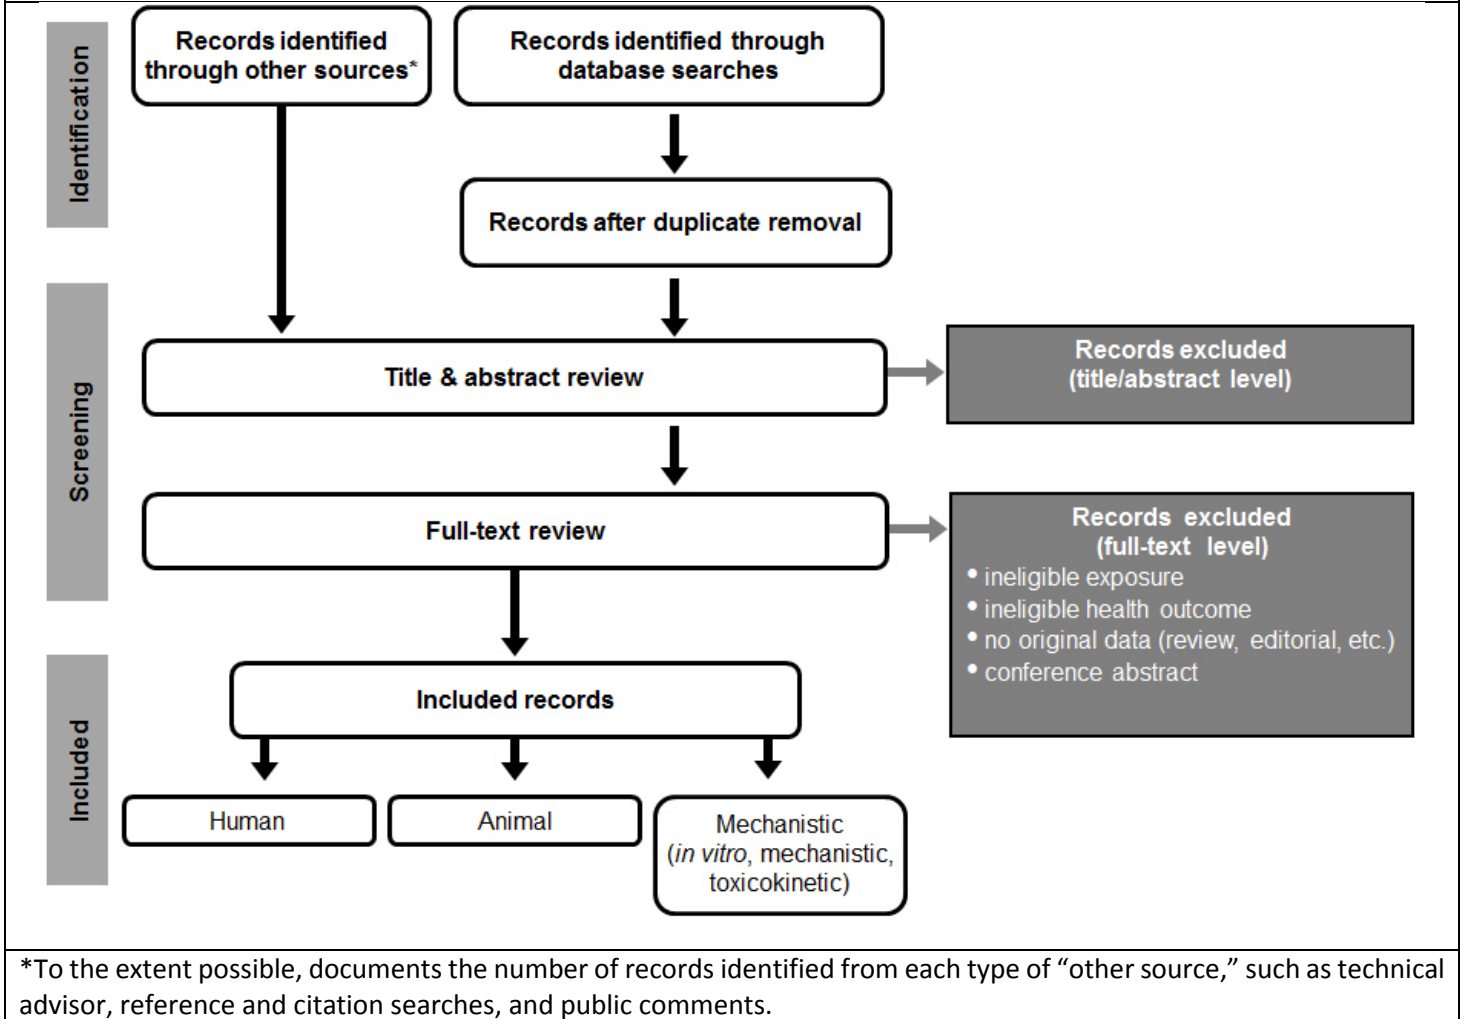 Identification
Records identified
through other sources*
Records identified through
database searches
Records after duplicate removal
Screening
Title & abstract review
Records excluded
(title/abstract level)
Full-text review
Records excluded
(full-text level)
• ineligible exposure
• ineligible health outcome
• no original data (review, editorial, etc.)
• conference abstract
Included
Included records
Human
Animal
Mechanistic
(in vitro, mechanistic,
toxicokinetic)
*To the extent possible, documents the number of records identified from each type of “other source,” such as technical
advisor, reference and citation searches, and public comments.